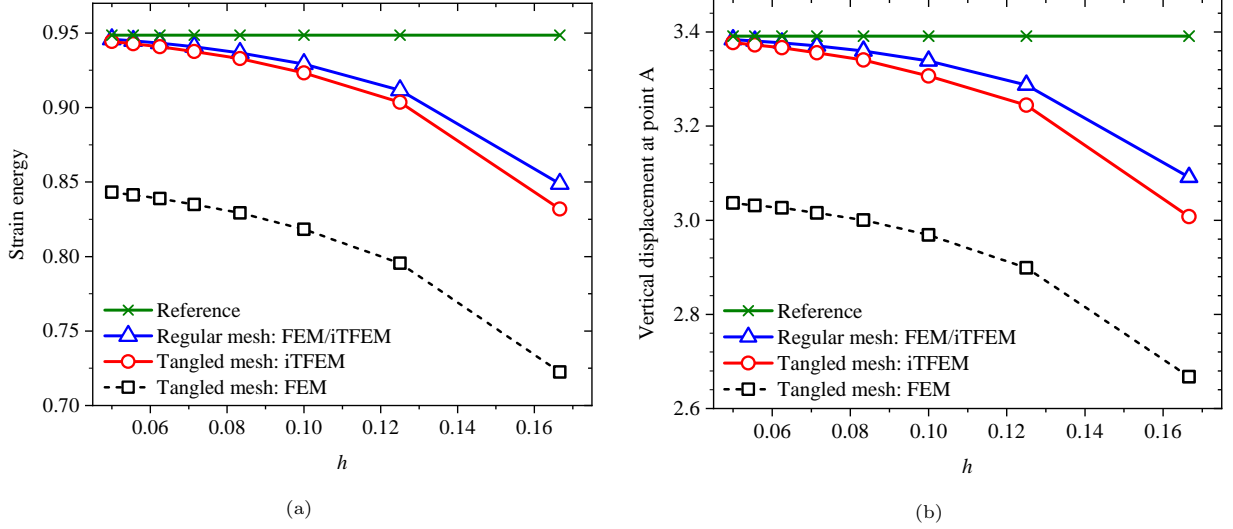 Strain energy
0.95
0.90
0.85
0.80
0.75
0.70
0.06
0.08
0.10
0.12
0.14
0.16
h
Reference
Regular mesh: FEM/iTFEM
Tangled mesh: iTFEM
Tangled mesh: FEM
(a)
Vertical displacement at point A
3.4
3.2
3.0
2.8
2.6
0.06
0.08
0.10
0.12
0.14
0.16
h
Reference
Regular mesh: FEM/iTFEM
Tangled mesh: iTFEM
Tangled mesh: FEM
(b)